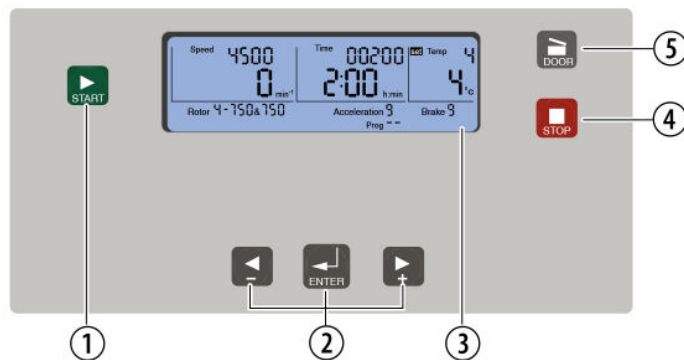 Speed 4500 Time 00200 set Temp 4
0 min⁻¹ 2:00 h:min 4 °C
Rotor 4-750&750 Acceleration 9 Brake 9
Prog --
START
DOOR
STOP
−
ENTER
+
1
2
3
4
5